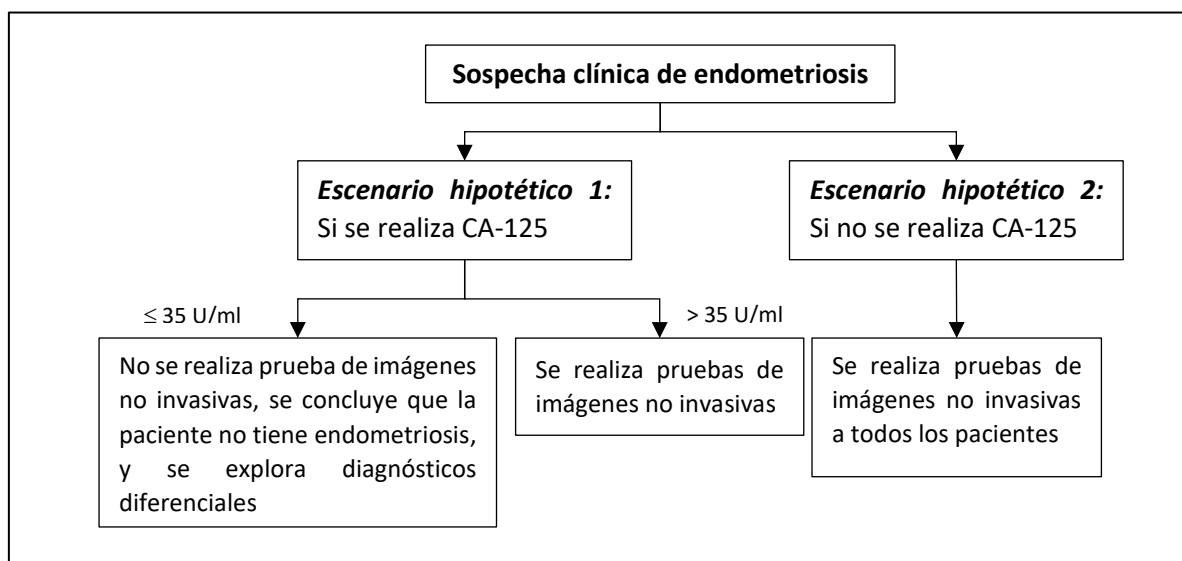 Sospecha clínica de endometriosis
Escenario hipotético 1:
Si se realiza CA-125
Escenario hipotético 2:
Si no se realiza CA-125
≤ 35 U/ml
> 35 U/ml
No se realiza prueba de imágenes
no invasivas, se concluye que la
paciente no tiene endometriosis,
y se explora diagnósticos
diferenciales
Se realiza pruebas de
imágenes no invasivas
Se realiza pruebas de
imágenes no invasivas
a todos los pacientes